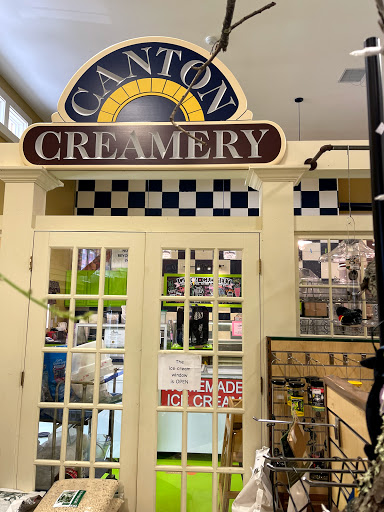 CANTON
CREAMERY
The
ice cream
window
is OPEN
HOMEMADE
ICE CREAM